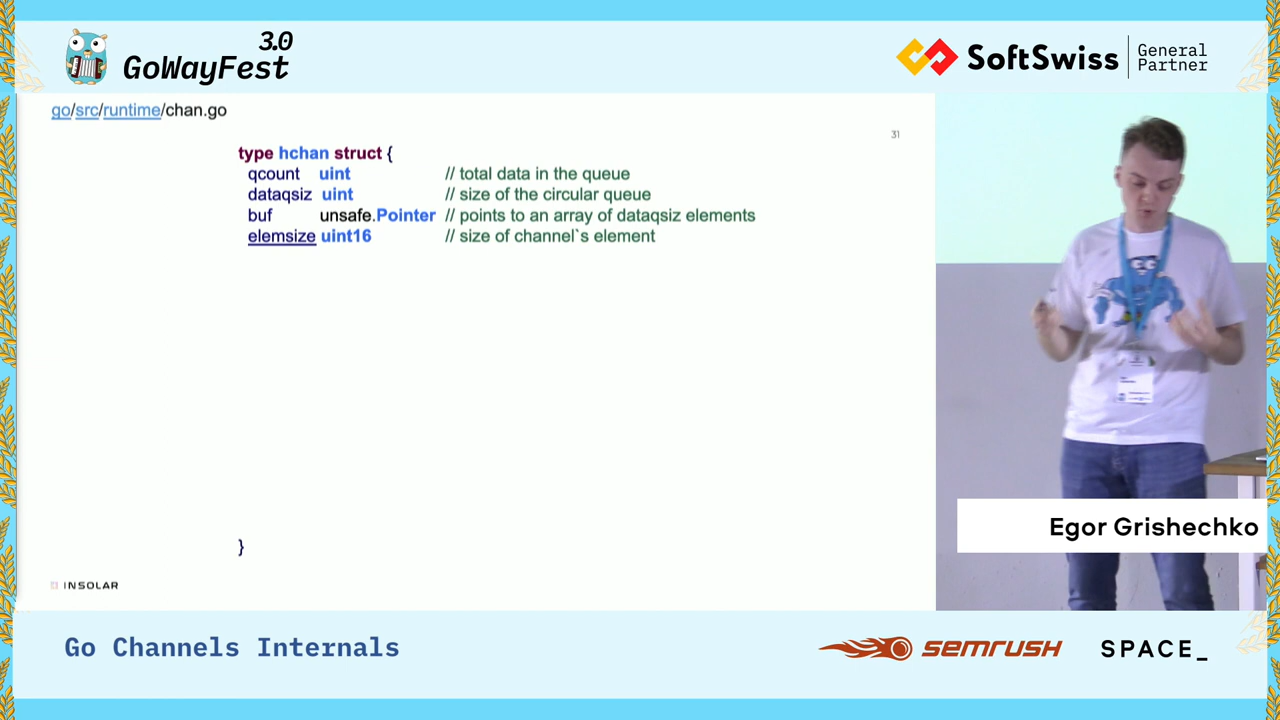 3.0
GoWayFest
SoftSwiss
General
Partner
go/src/runtime/chan.go
31
type hchan struct {
qcount uint // total data in the queue
dataqsiz uint // size of the circular queue
buf unsafe.Pointer // points to an array of dataqsiz elements
elemsize uint16 // size of channel`s element
}
INSOLAR
Egor Grishechko
Go Channels Internals
semrush
SPACE_